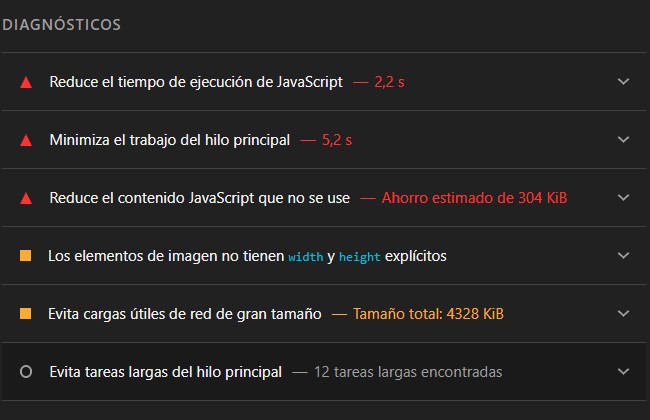 DIAGNÓSTICOS
Reduce el tiempo de ejecución de JavaScript — 2,2 s
Minimiza el trabajo del hilo principal — 5,2 s
Reduce el contenido JavaScript que no se use — Ahorro estimado de 304 KiB
Los elementos de imagen no tienen width y height explícitos
Evita cargas útiles de red de gran tamaño — Tamaño total: 4328 KiB
Evita tareas largas del hilo principal — 12 tareas largas encontradas